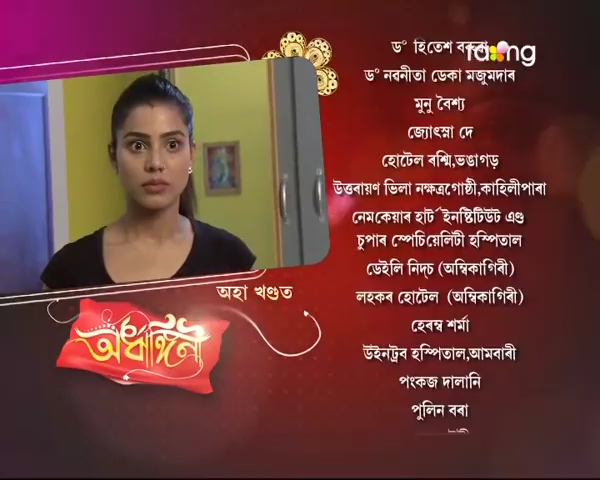 rang
ড° হিতেশ বৰুৱা
ড° নৱনীতা ডেকা মজুমদাৰ
মুনু বৈশ্য
জ্যোৎস্না দে
হোটেল ৰশ্মি,ভঙাগড়
উত্তৰায়ণ ভিলা নক্ষত্ৰগোষ্ঠী,কাহিলীপাৰা
নেমকেয়াৰ হাৰ্ট ইনষ্টিটিউট এণ্ড
চুপাৰ স্পেচিয়েলিটী হস্পিতাল
ডেইলি নিদ্চ (অম্বিকাগিৰী)
লহকৰ হোটেল (অম্বিকাগিৰী)
হেৰম্ব শৰ্মা
উইনট্ৰব হস্পিতাল,আমবাৰী
পংকজ দালানি
পুলিন বৰা
অহা খণ্ডত
অৰ্ধাঙ্গিনী